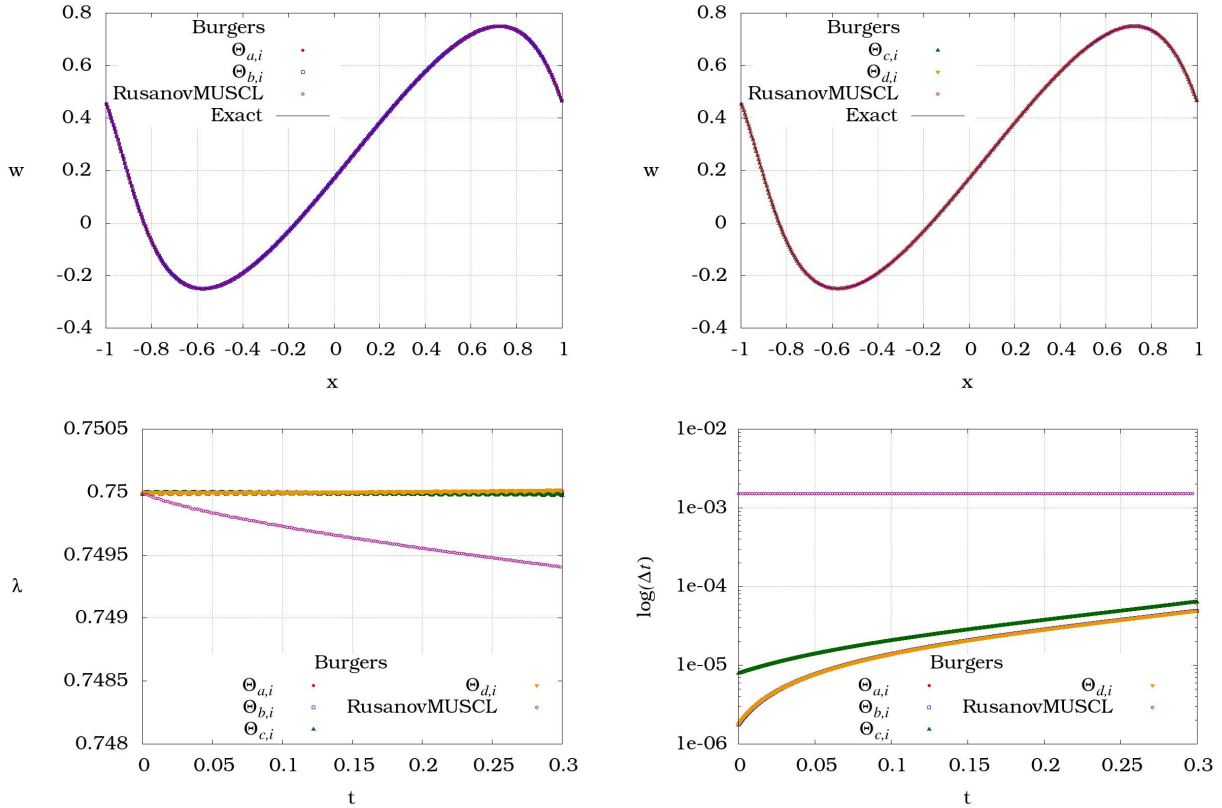 Burgers
Θa,i
Θb,i
RusanovMUSCL
Exact
0.8
0.6
0.4
0.2
0
-0.2
-0.4
w
-1 -0.8 -0.6 -0.4 -0.2 0 0.2 0.4 0.6 0.8 1
x
Burgers
Θc,i
Θd,i
RusanovMUSCL
Exact
0.8
0.6
0.4
0.2
0
-0.2
-0.4
w
-1 -0.8 -0.6 -0.4 -0.2 0 0.2 0.4 0.6 0.8 1
x
0.7505
0.75
0.7495
0.749
0.7485
0.748
λ
Burgers
Θa,i Θd,i
Θb,i RusanovMUSCL
Θc,i
0 0.05 0.1 0.15 0.2 0.25 0.3
t
1e-02
1e-03
1e-04
1e-05
1e-06
log(Δt)
Burgers
Θa,i Θd,i
Θb,i RusanovMUSCL
Θc,i
0 0.05 0.1 0.15 0.2 0.25 0.3
t